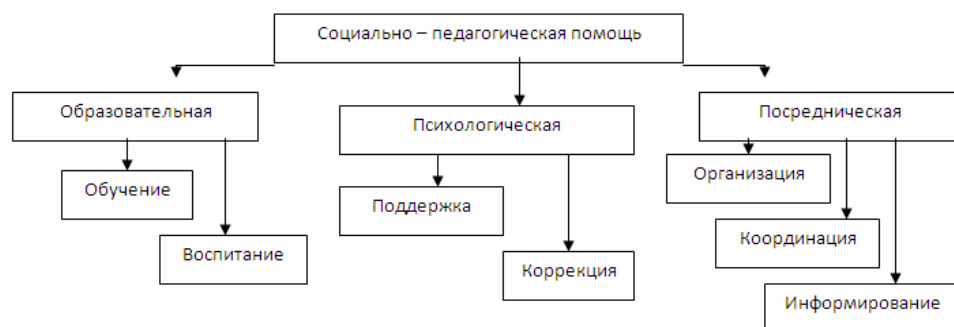 Социально – педагогическая помощь
Образовательная
Психологическая
Посредническая
Обучение
Воспитание
Поддержка
Коррекция
Организация
Координация
Информирование